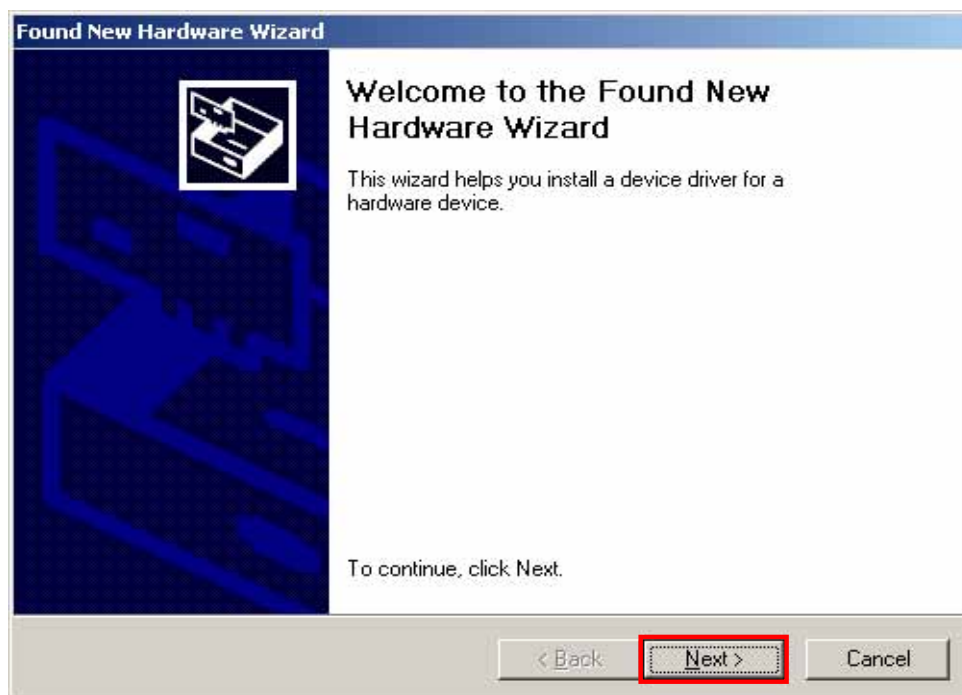 Found New Hardware Wizard
Welcome to the Found New
Hardware Wizard
This wizard helps you install a device driver for a
hardware device.
To continue, click Next.
< Back
Next >
Cancel